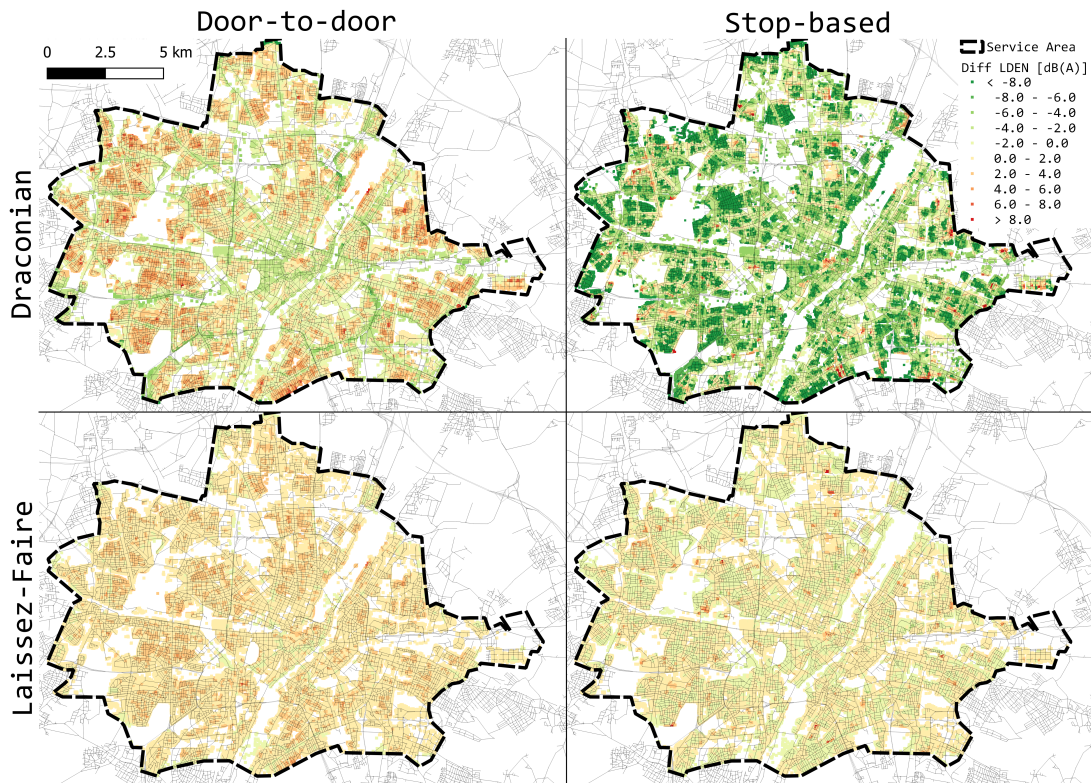 Door-to-door
Stop-based
0 2.5 5 km
Service Area
Diff LDEN [dB(A)]
< -8.0
-8.0 - -6.0
-6.0 - -4.0
-4.0 - -2.0
-2.0 - 0.0
0.0 - 2.0
2.0 - 4.0
4.0 - 6.0
6.0 - 8.0
> 8.0
Draconian
Laissez-Faire